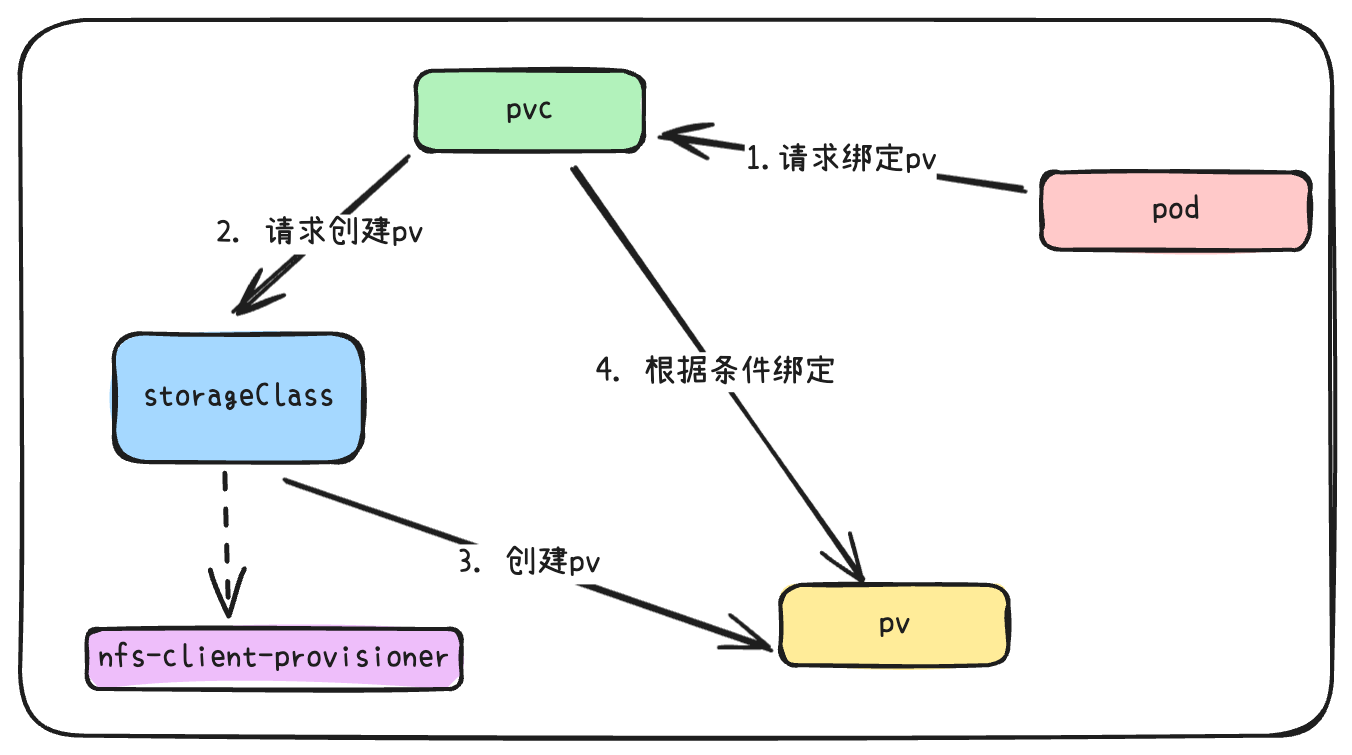 pvc
1.请求绑定pv
pod
2. 请求创建pv
storageClass
4. 根据条件绑定
3. 创建pv
pv
nfs-client-provisioner